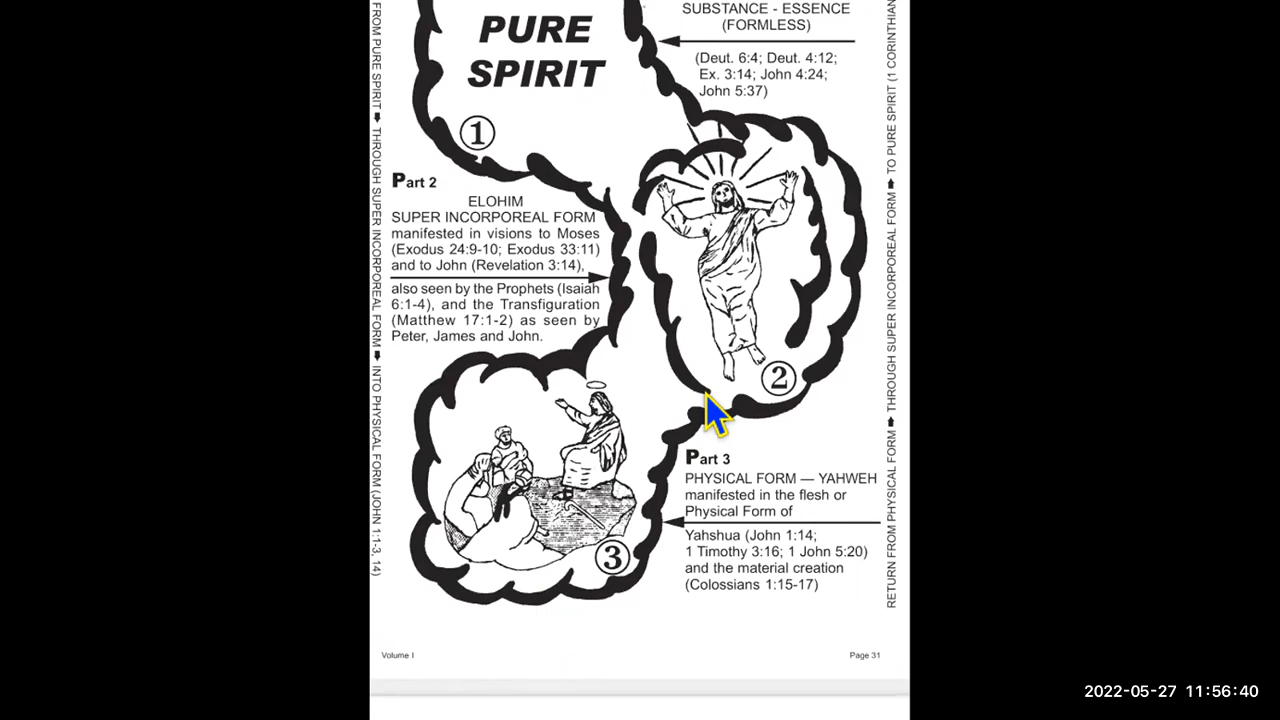 PURE
SPIRIT
1
SUBSTANCE - ESSENCE
(FORMLESS)
(Deut. 6:4; Deut. 4:12;
Ex. 3:14; John 4:24;
John 5:37)
Part 2
ELOHIM
SUPER INCORPOREAL FORM
manifested in visions to Moses
(Exodus 24:9-10; Exodus 33:11)
and to John (Revelation 3:14),
also seen by the Prophets (Isaiah
6:1-4), and the Transfiguration
(Matthew 17:1-2) as seen by
Peter, James and John.
2
3
Part 3
PHYSICAL FORM — YAHWEH
manifested in the flesh or
Physical Form of
Yahshua (John 1:14;
1 Timothy 3:16; 1 John 5:20)
and the material creation
(Colossians 1:15-17)
FROM PURE SPIRIT ➡ THROUGH SUPER INCORPOREAL FORM ➡ INTO PHYSICAL FORM (JOHN 1:1-3, 14)
RETURN FROM PHYSICAL FORM ➡ THROUGH SUPER INCORPOREAL FORM ➡ TO PURE SPIRIT (1 CORINTHIAN
Volume I
Page 31
2022-05-27 11:56:40